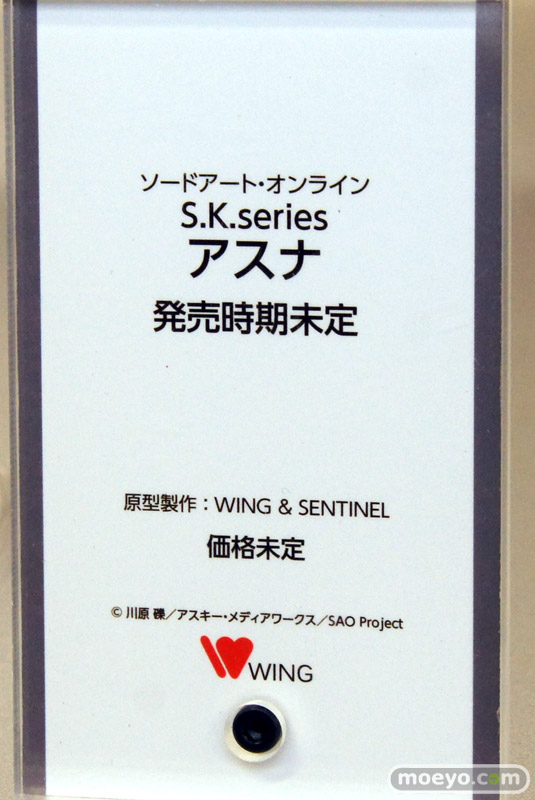 ソードアート・オンライン
S.K.series
アスナ
発売時期未定
原型製作：WING & SENTINEL
価格未定
© 川原 礫／アスキー・メディアワークス／SAO Project
WING
moeyo.com